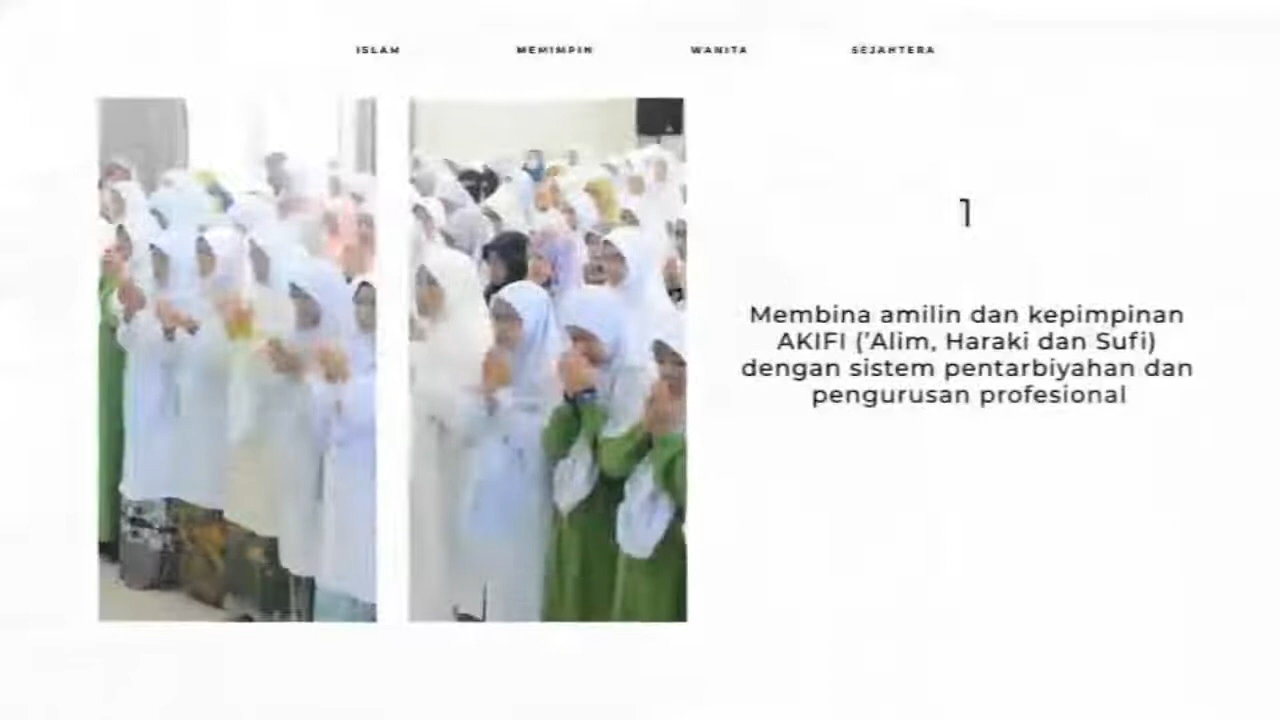 ISLAM MEMIMPIN WANITA SEJAHTERA
1
Membina amilin dan kepimpinan
AKIFI ('Alim, Haraki dan Sufi)
dengan sistem pentarbiyahan dan
pengurusan profesional